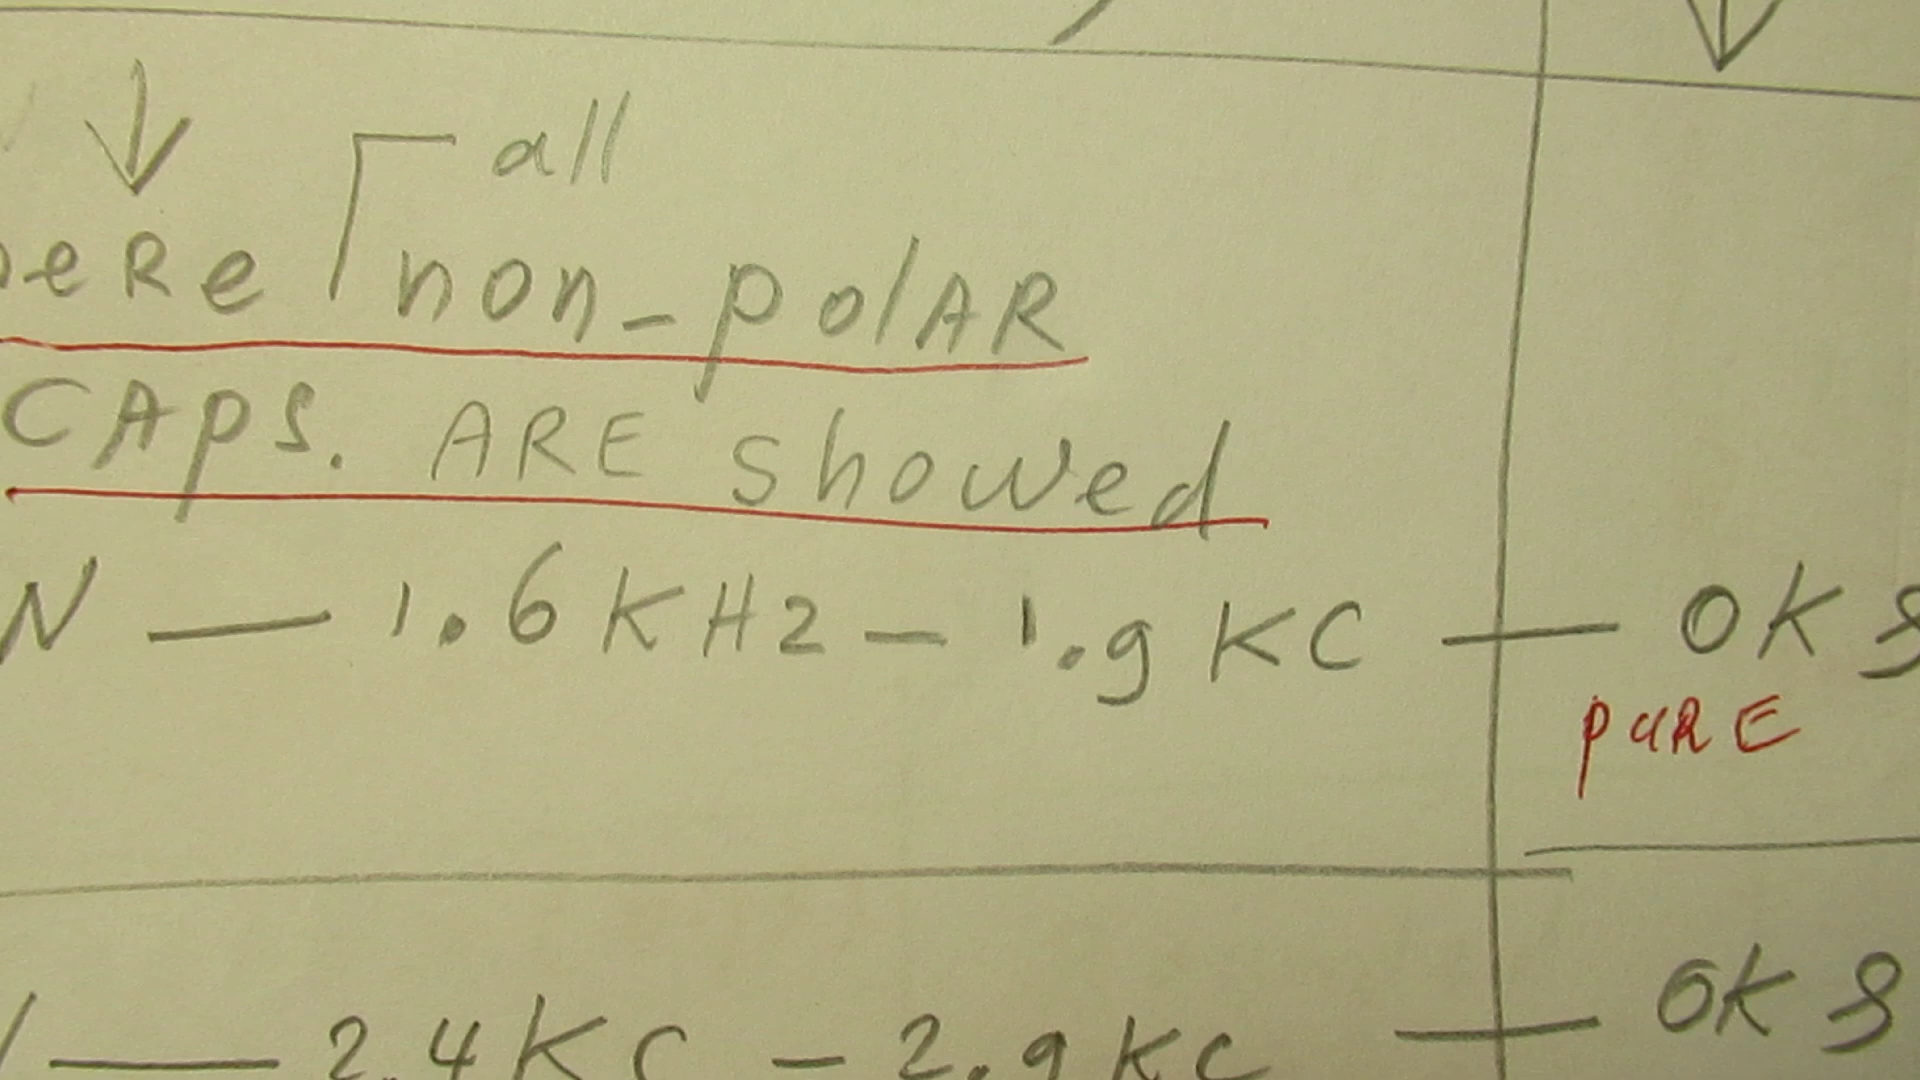 all
here non-polAR
CAps. ARE showed
N — 1.6 KHz – 1.9 KC — OK
PURE
— 2.4 KC – 2.9 KC — OK